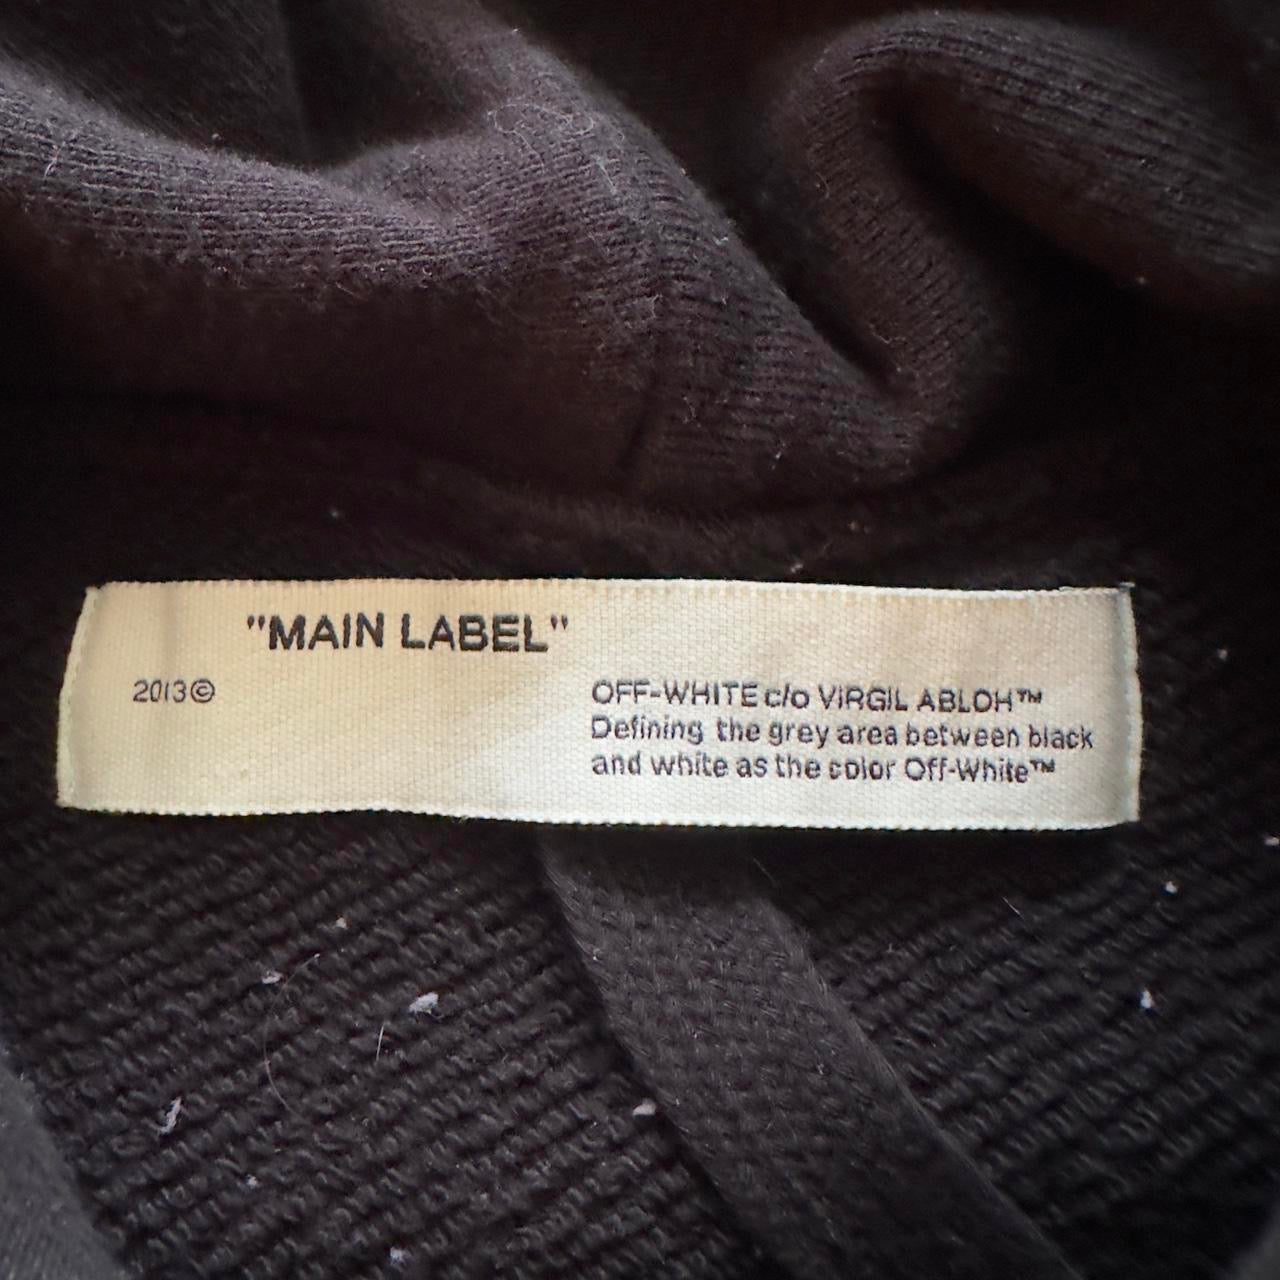 "MAIN LABEL"
2013©
OFF-WHITE c/o VIRGIL ABLOH™
Defining the grey area between black
and white as the color Off-White™